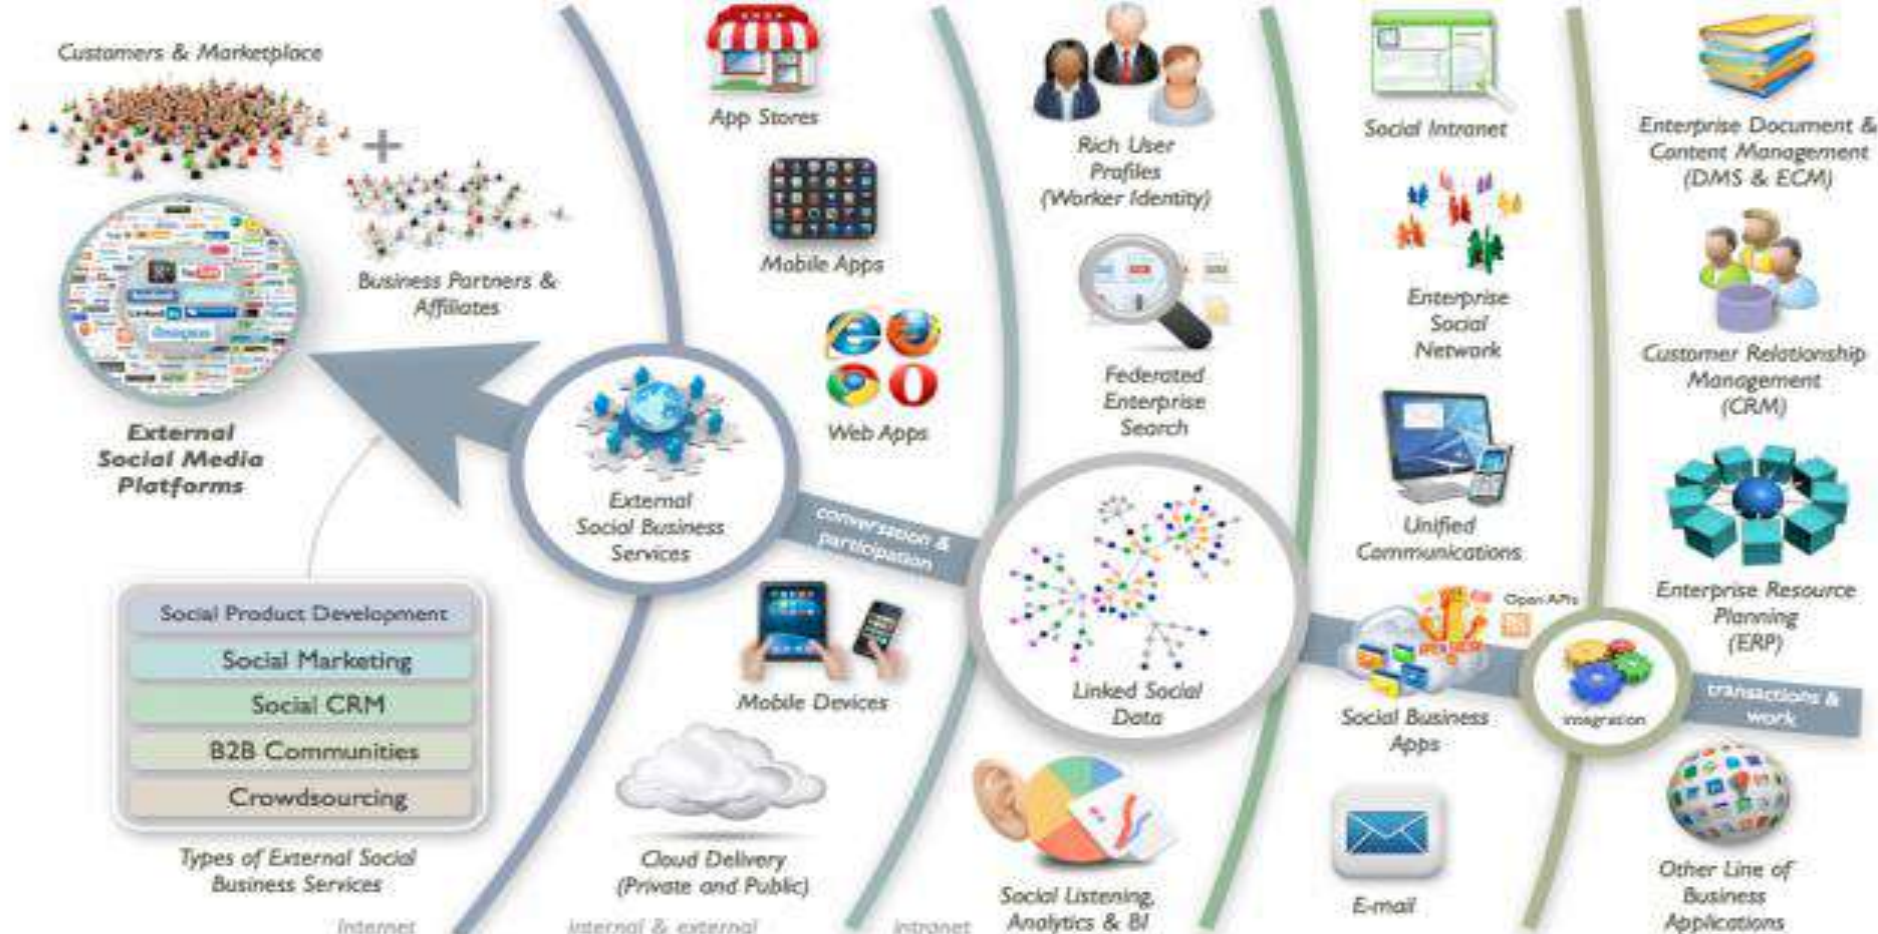 Customers & Marketplace
+
Business Partners &
Affiliates
External
Social Media
Platforms
Social Product Development
Social Marketing
Social CRM
B2B Communities
Crowdsourcing
Types of External Social
Business Services
Internet
External
Social Business
Services
App Stores
Mobile Apps
Web Apps
conversation &
participation
Mobile Devices
Cloud Delivery
(Private and Public)
internal & external
Rich User
Profiles
(Worker Identity)
Federated
Enterprise
Search
Linked Social
Data
Social Listening,
Analytics & BI
intranet
Social Intranet
Enterprise
Social
Network
Unified
Communications
Open APIs
Social Business
Apps
E-mail
integration
Enterprise Document &
Content Management
(DMS & ECM)
Customer Relationship
Management
(CRM)
Enterprise Resource
Planning
(ERP)
transactions &
work
Other Line of
Business
Applications